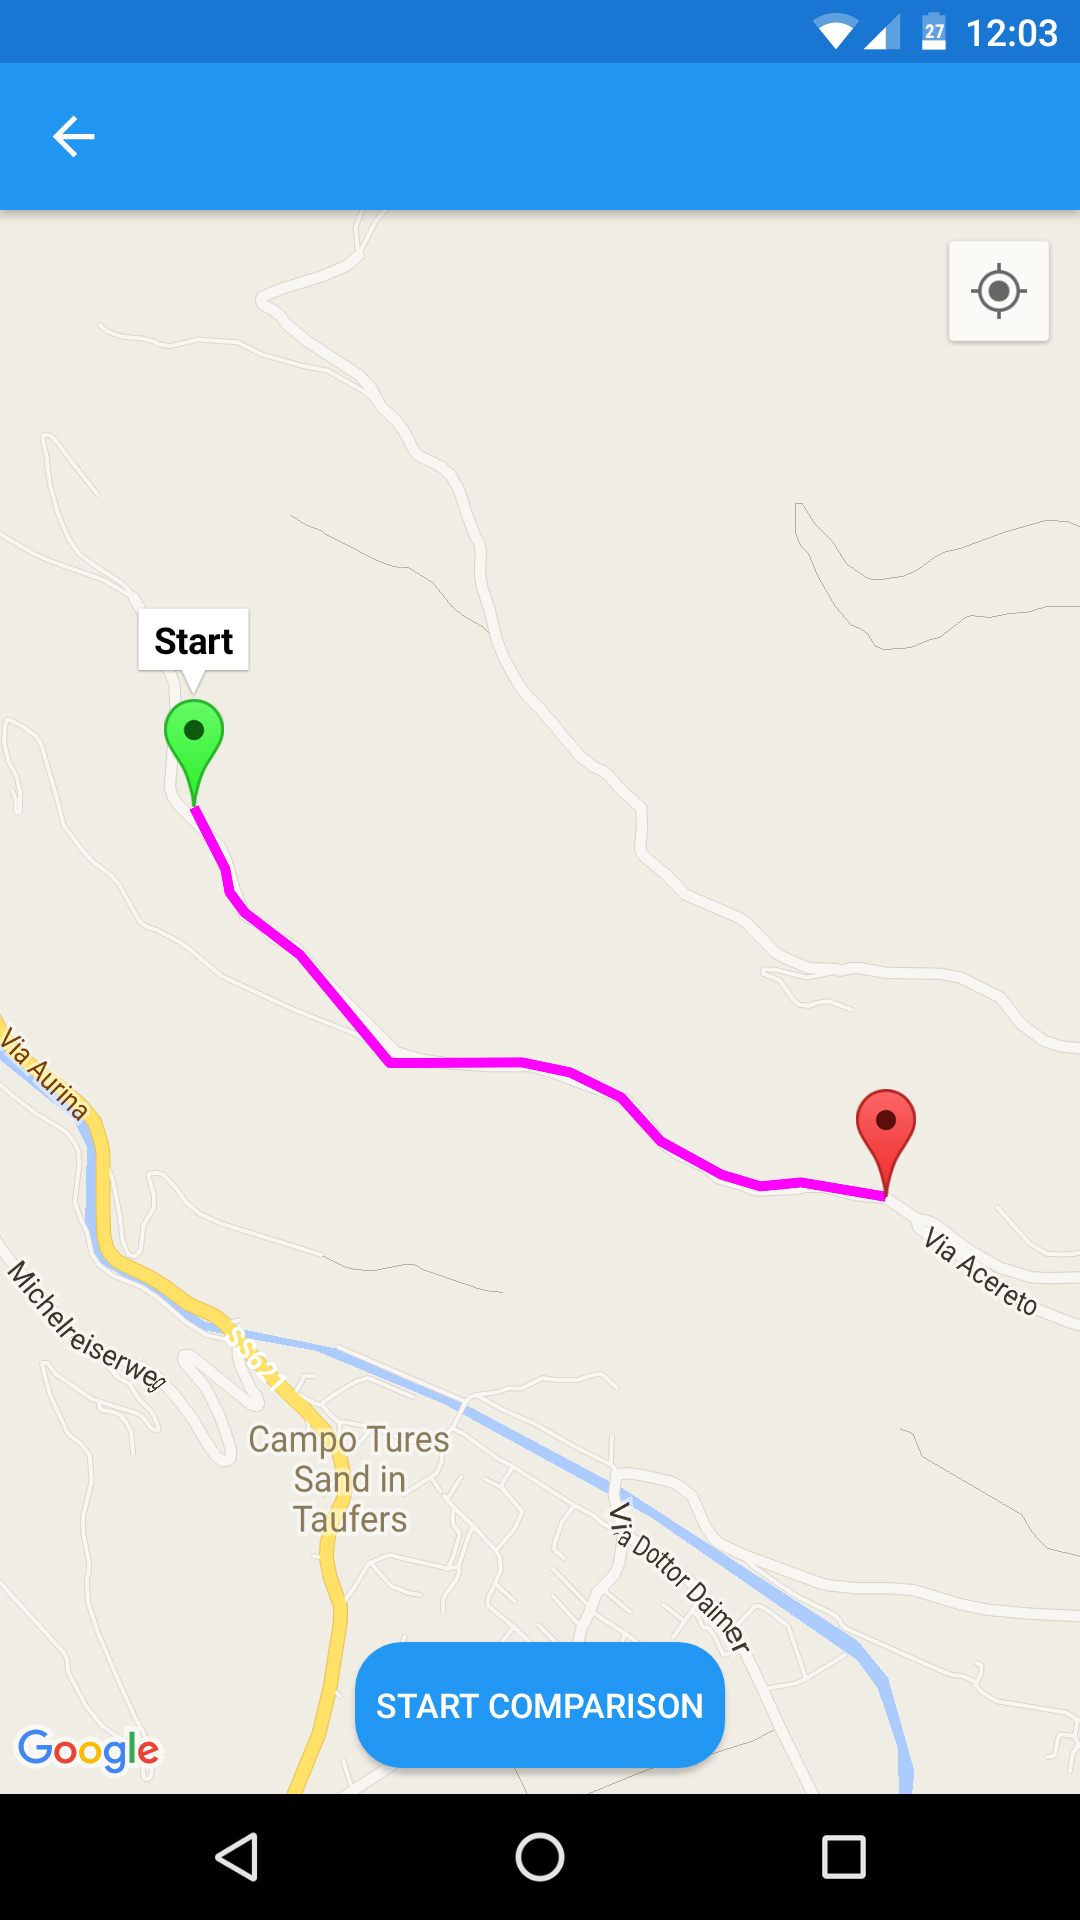 27 12:03
Start
Via Aurina
Via Acereto
Michelreiserweg
SS621
Campo Tures
Sand in
Taufers
Via Dottor Daimer
START COMPARISON
Google